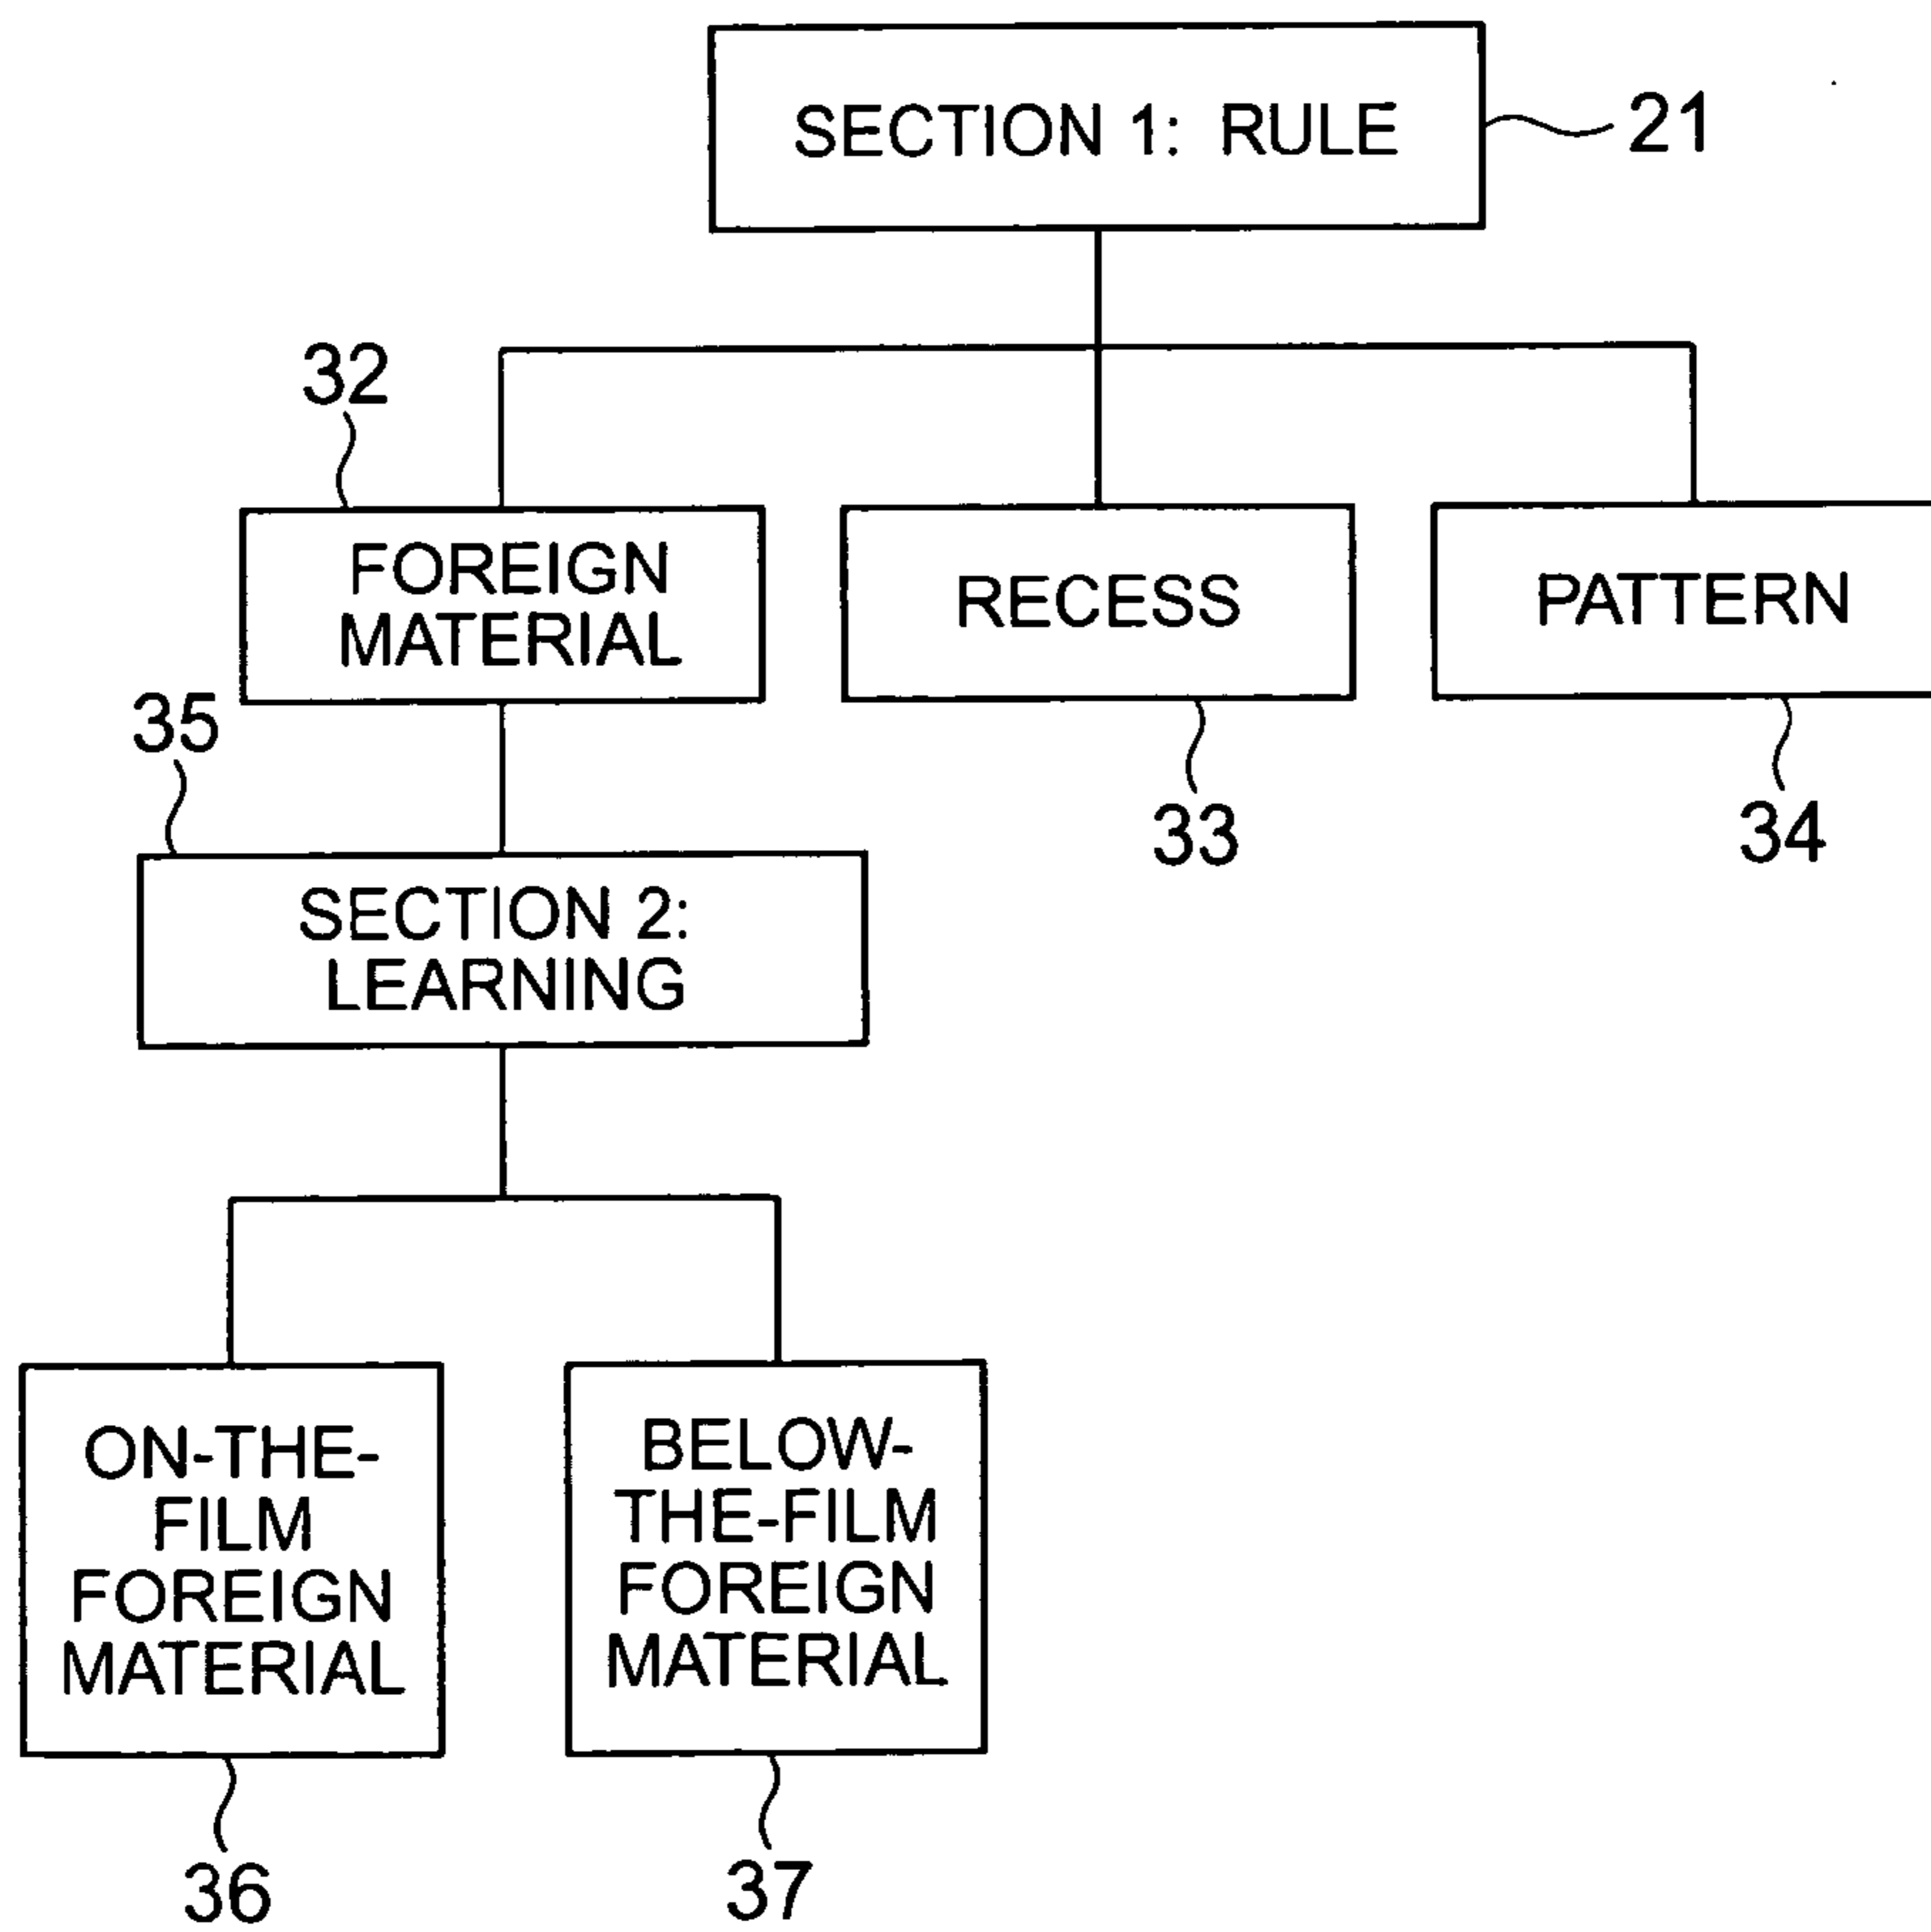 SECTION 1: RULE
21
32
FOREIGN
MATERIAL
RECESS
PATTERN
35
33
34
SECTION 2:
LEARNING
ON-THE-
FILM
FOREIGN
MATERIAL
BELOW-
THE-FILM
FOREIGN
MATERIAL
36
37